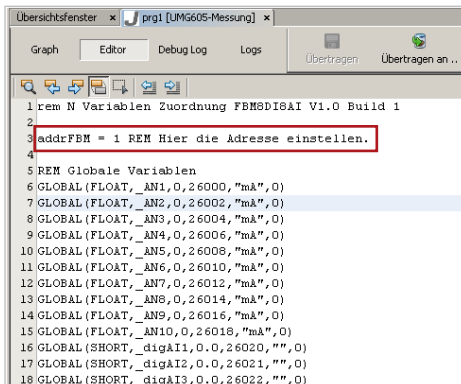 Übersichtsfenster × prg1 [UMG605-Messung] ×
Graph Editor Debug Log Logs Übertragen Übertragen an ..
1 rem N Variablen Zuordnung FBM8DI8AI V1.0 Build 1
2
3 addrFBM = 1 REM Hier die Adresse einstellen.
4
5 REM Globale Variablen
6 GLOBAL(FLOAT,_AN1,0,26000,"mA",0)
7 GLOBAL(FLOAT,_AN2,0,26002,"mA",0)
8 GLOBAL(FLOAT,_AN3,0,26004,"mA",0)
9 GLOBAL(FLOAT,_AN4,0,26006,"mA",0)
10 GLOBAL(FLOAT,_AN5,0,26008,"mA",0)
11 GLOBAL(FLOAT,_AN6,0,26010,"mA",0)
12 GLOBAL(FLOAT,_AN7,0,26012,"mA",0)
13 GLOBAL(FLOAT,_AN8,0,26014,"mA",0)
14 GLOBAL(FLOAT,_AN9,0,26016,"mA",0)
15 GLOBAL(FLOAT,_AN10,0,26018,"mA",0)
16 GLOBAL(SHORT,_digAI1,0.0,26020,"",0)
17 GLOBAL(SHORT,_digAI2,0.0,26021,"",0)
18 GLOBAL(SHORT,_digAI3,0.0,26022,"",0)